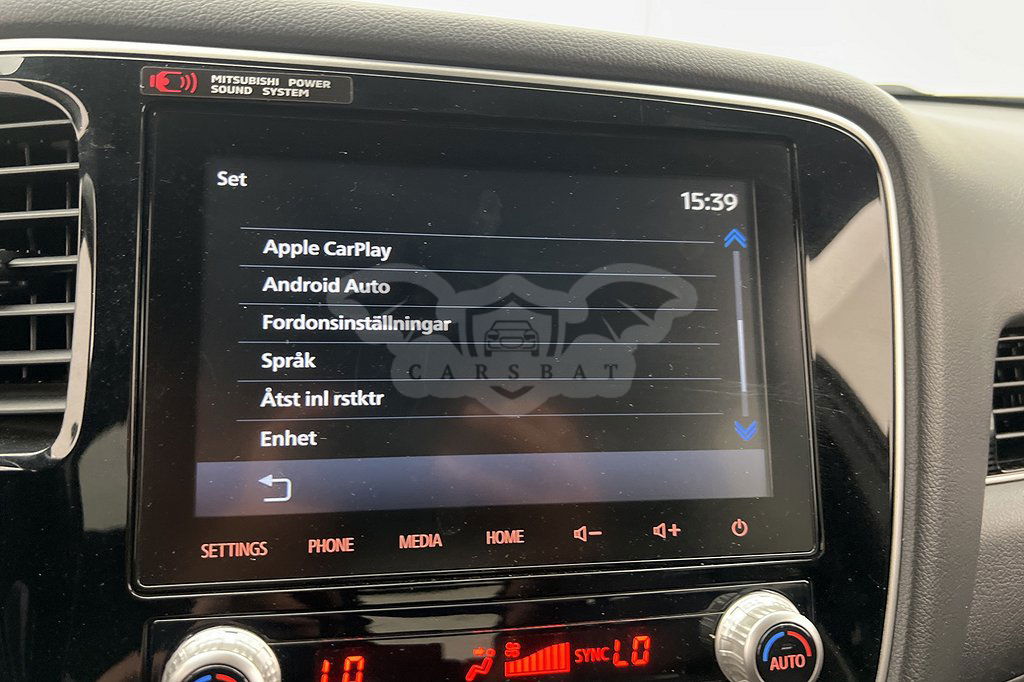 MITSUBISHI POWER
SOUND SYSTEM
Set
15:39
Apple CarPlay
Android Auto
Fordonsinställningar
CARSBAT
Språk
Åtst inl rstktr
Enhet
SETTINGS PHONE MEDIA HOME
LO SYNC LO
AUTO